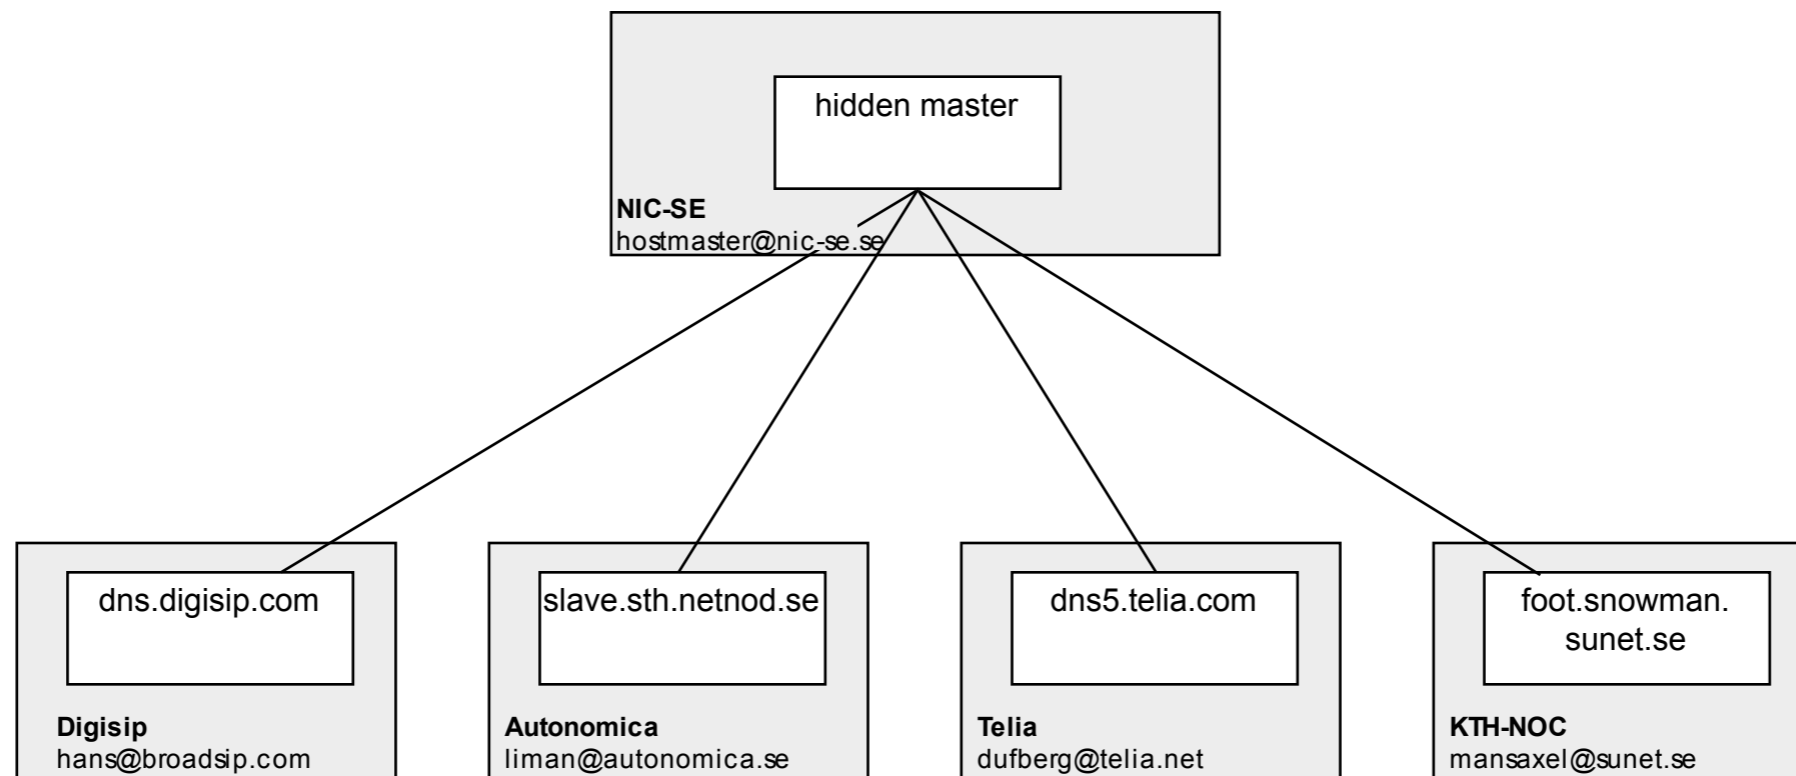 hidden master
NIC-SE
hostmaster@nic-se.se
dns.digisip.com
Digisip
hans@broadsip.com
slave.sth.netnod.se
Autonomica
liman@autonomica.se
dns5.telia.com
Telia
dufberg@telia.net
foot.snowman.
sunet.se
KTH-NOC
mansaxel@sunet.se